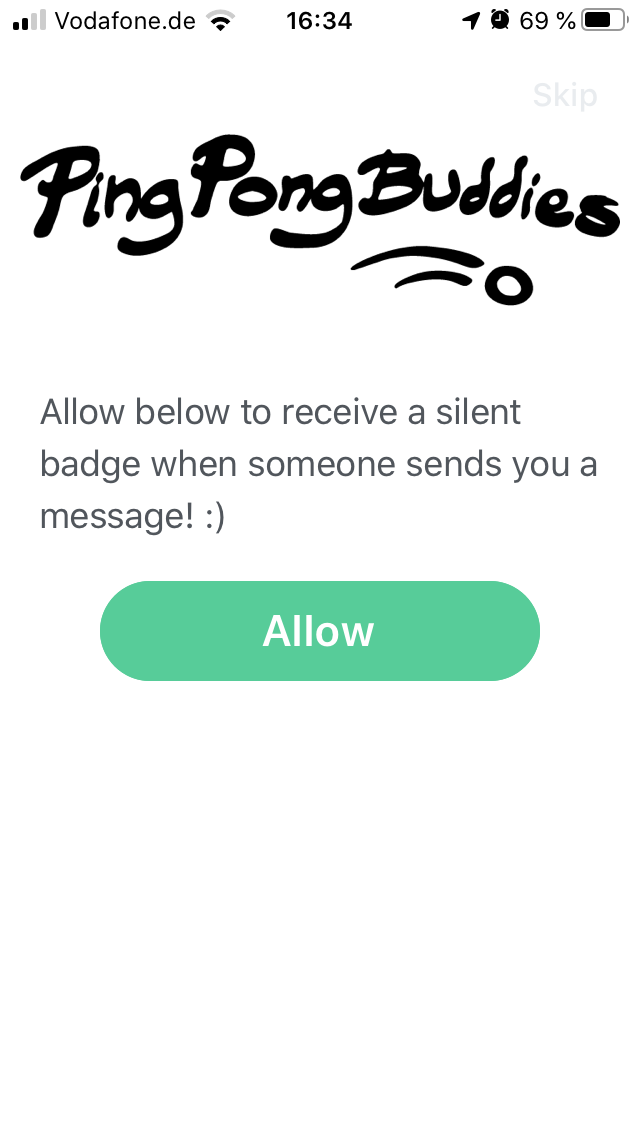 Vodafone.de 16:34 69 %
Skip
PingPongBuddies
Allow below to receive a silent
badge when someone sends you a
message! :)
Allow